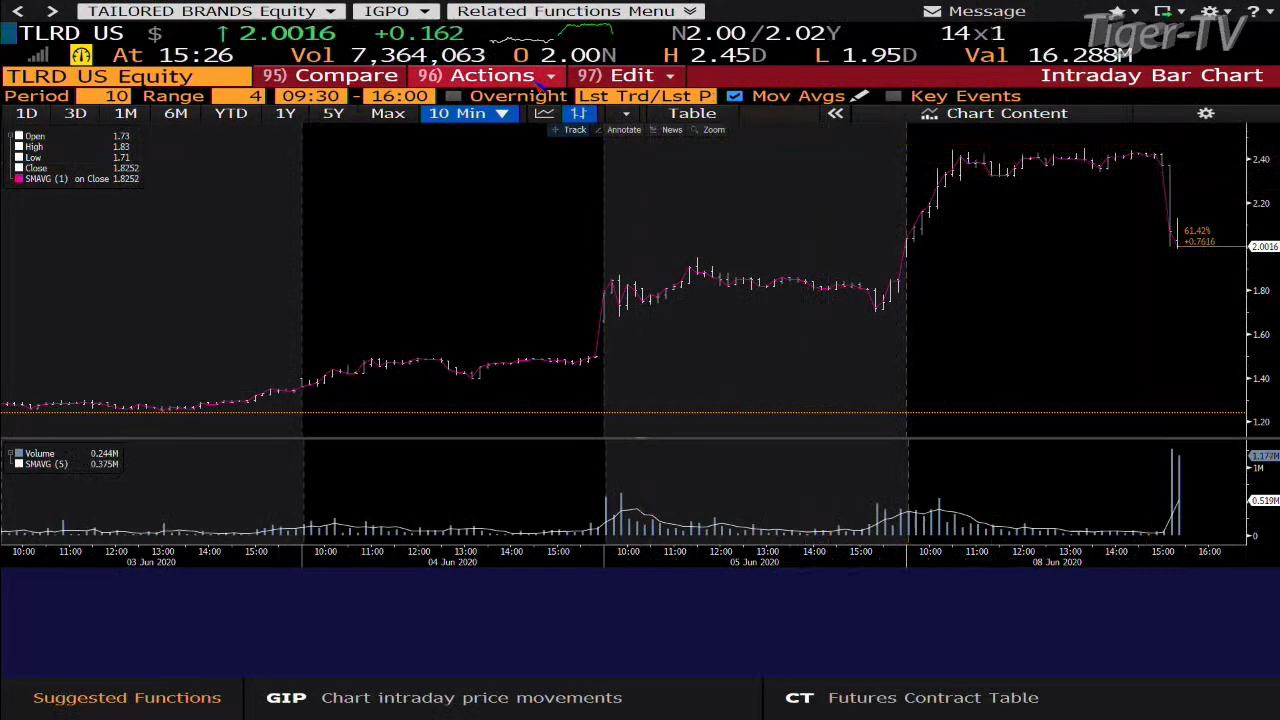 < > TAILORED BRANDS Equity IGPO Related Functions Menu Message ?
Tiger-TV
TLRD US $ ↑ 2.0016 +0.162 N2.00/2.02Y 14×1
At 15:26 Vol 7,364,063 O 2.00N H 2.45D L 1.95D Val 16.288M
TLRD US Equity 95) Compare 96) Actions 97) Edit Intraday Bar Chart
Period 10 Range 4 09:30 - 16:00 Overnight Lst Trd/Lst P Mov Avgs Key Events
1D 3D 1M 6M YTD 1Y 5Y Max 10 Min Table « Chart Content
+ Track Annotate News Zoom
Open 1.73
High 1.83
Low 1.71
Close 1.8252
SMAVG (1) on Close 1.8252
2.40
2.20
61.42%
+0.7616
2.0016
1.80
1.60
1.40
1.20
Volume 0.244M
SMAVG (5) 0.375M
1.177M
1M
0.519M
0
10:00 11:00 12:00 13:00 14:00 15:00 10:00 11:00 12:00 13:00 14:00 15:00 10:00 11:00 12:00 13:00 14:00 15:00 10:00 11:00 12:00 13:00 14:00 15:00 16:00
03 Jun 2020 04 Jun 2020 05 Jun 2020 08 Jun 2020
Suggested Functions GIP Chart intraday price movements CT Futures Contract Table